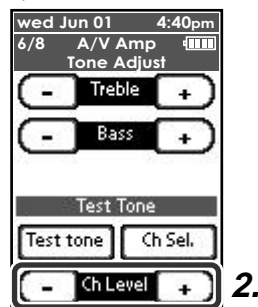 wed Jun 01 4:40pm
6/8 A/V Amp
Tone Adjust
- Treble +
- Bass +
Test Tone
Test tone Ch Sel.
- Ch Level + 2.